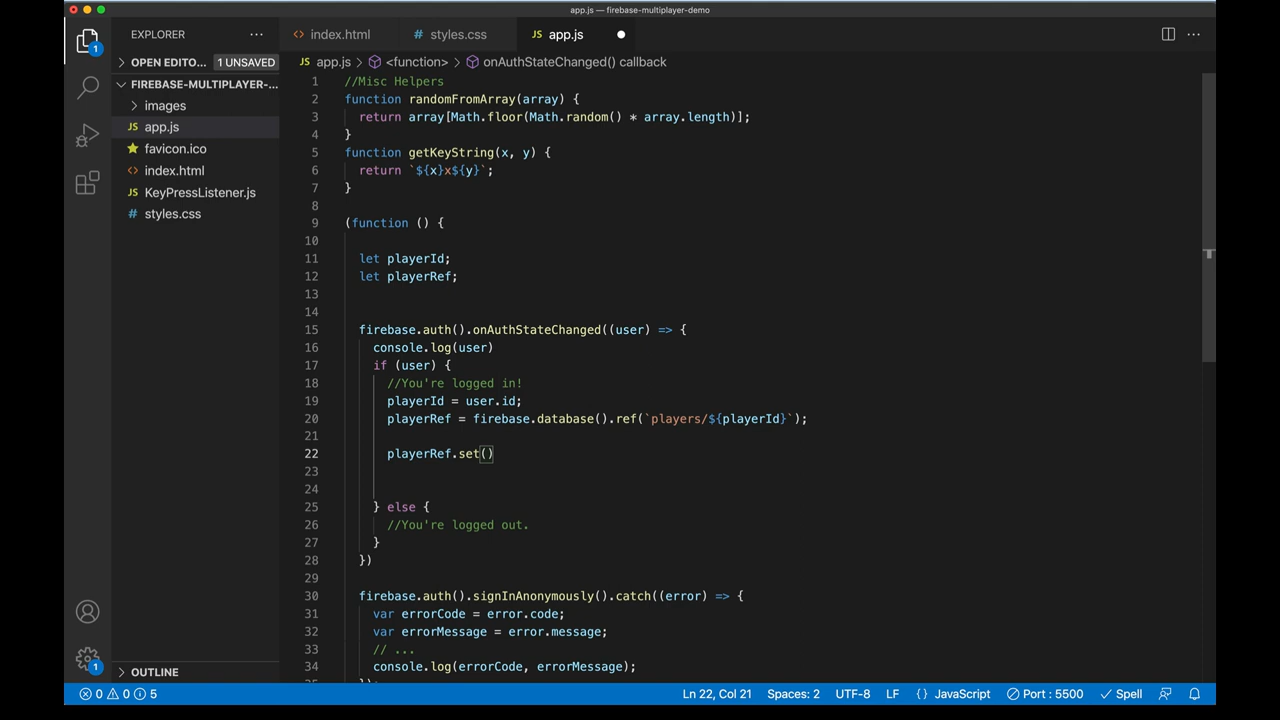 app.js — firebase-multiplayer-demo
EXPLORER
index.html
styles.css
JS app.js
OPEN EDITO... 1 UNSAVED
JS app.js > <function> > onAuthStateChanged() callback
FIREBASE-MULTIPLAYER-...
images
JS app.js
favicon.ico
index.html
JS KeyPressListener.js
# styles.css
1 //Misc Helpers
2 function randomFromArray(array) {
3 return array[Math.floor(Math.random() * array.length)];
4 }
5 function getKeyString(x, y) {
6 return `${x}x${y}`;
7 }
8
9 (function () {
10
11 let playerId;
12 let playerRef;
13
14
15 firebase.auth().onAuthStateChanged((user) => {
16 console.log(user)
17 if (user) {
18 //You're logged in!
19 playerId = user.id;
20 playerRef = firebase.database().ref(`players/${playerId}`);
21
22 playerRef.set()
23
24
25 } else {
26 //You're logged out.
27 }
28 })
29
30 firebase.auth().signInAnonymously().catch((error) => {
31 var errorCode = error.code;
32 var errorMessage = error.message;
33 // ...
34 console.log(errorCode, errorMessage);
1
1
OUTLINE
0 0 5
Ln 22, Col 21
Spaces: 2
UTF-8
LF
{} JavaScript
Port : 5500
Spell